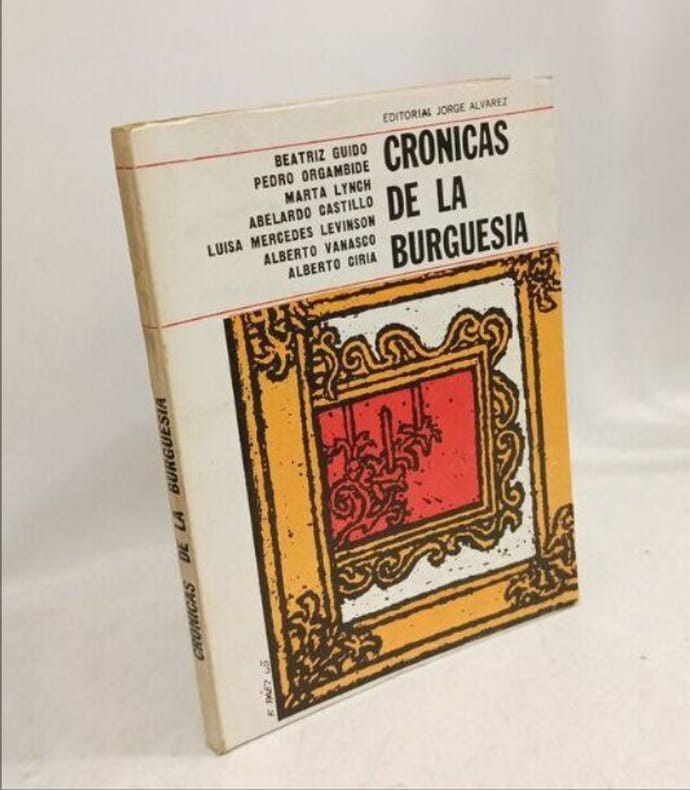 EDITORIAL JORGE ALVAREZ
BEATRIZ GUIDO
PEDRO ORGAMBIDE
MARTA LYNCH
ABELARDO CASTILLO
LUISA MERCEDES LEVINSON
ALBERTO VANASCO
ALBERTO CIRIA
CRONICAS
DE LA
BURGUESIA
CRONICAS DE LA BURGUESIA